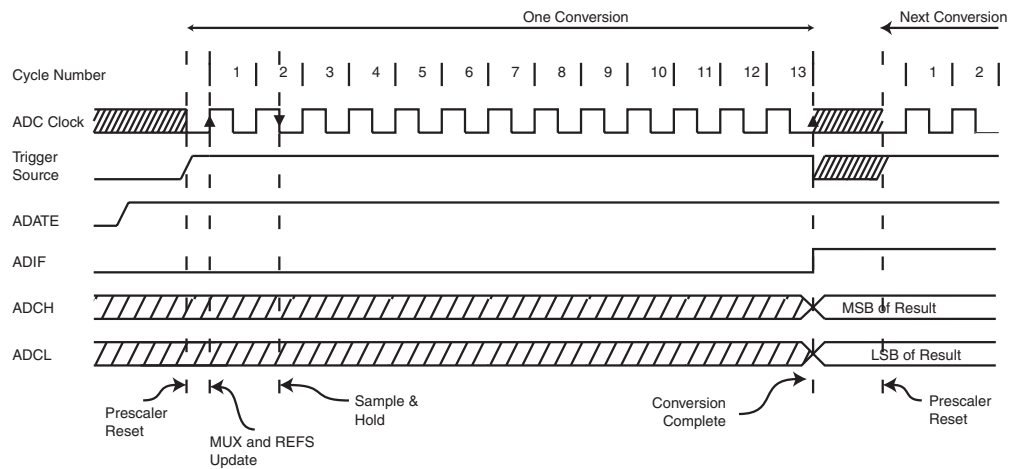 One Conversion
Next Conversion
Cycle Number
1 2 3 4 5 6 7 8 9 10 11 12 13 1 2
ADC Clock
Trigger
Source
ADATE
ADIF
ADCH
MSB of Result
ADCL
LSB of Result
Prescaler
Reset
MUX and REFS
Update
Sample &
Hold
Conversion
Complete
Prescaler
Reset